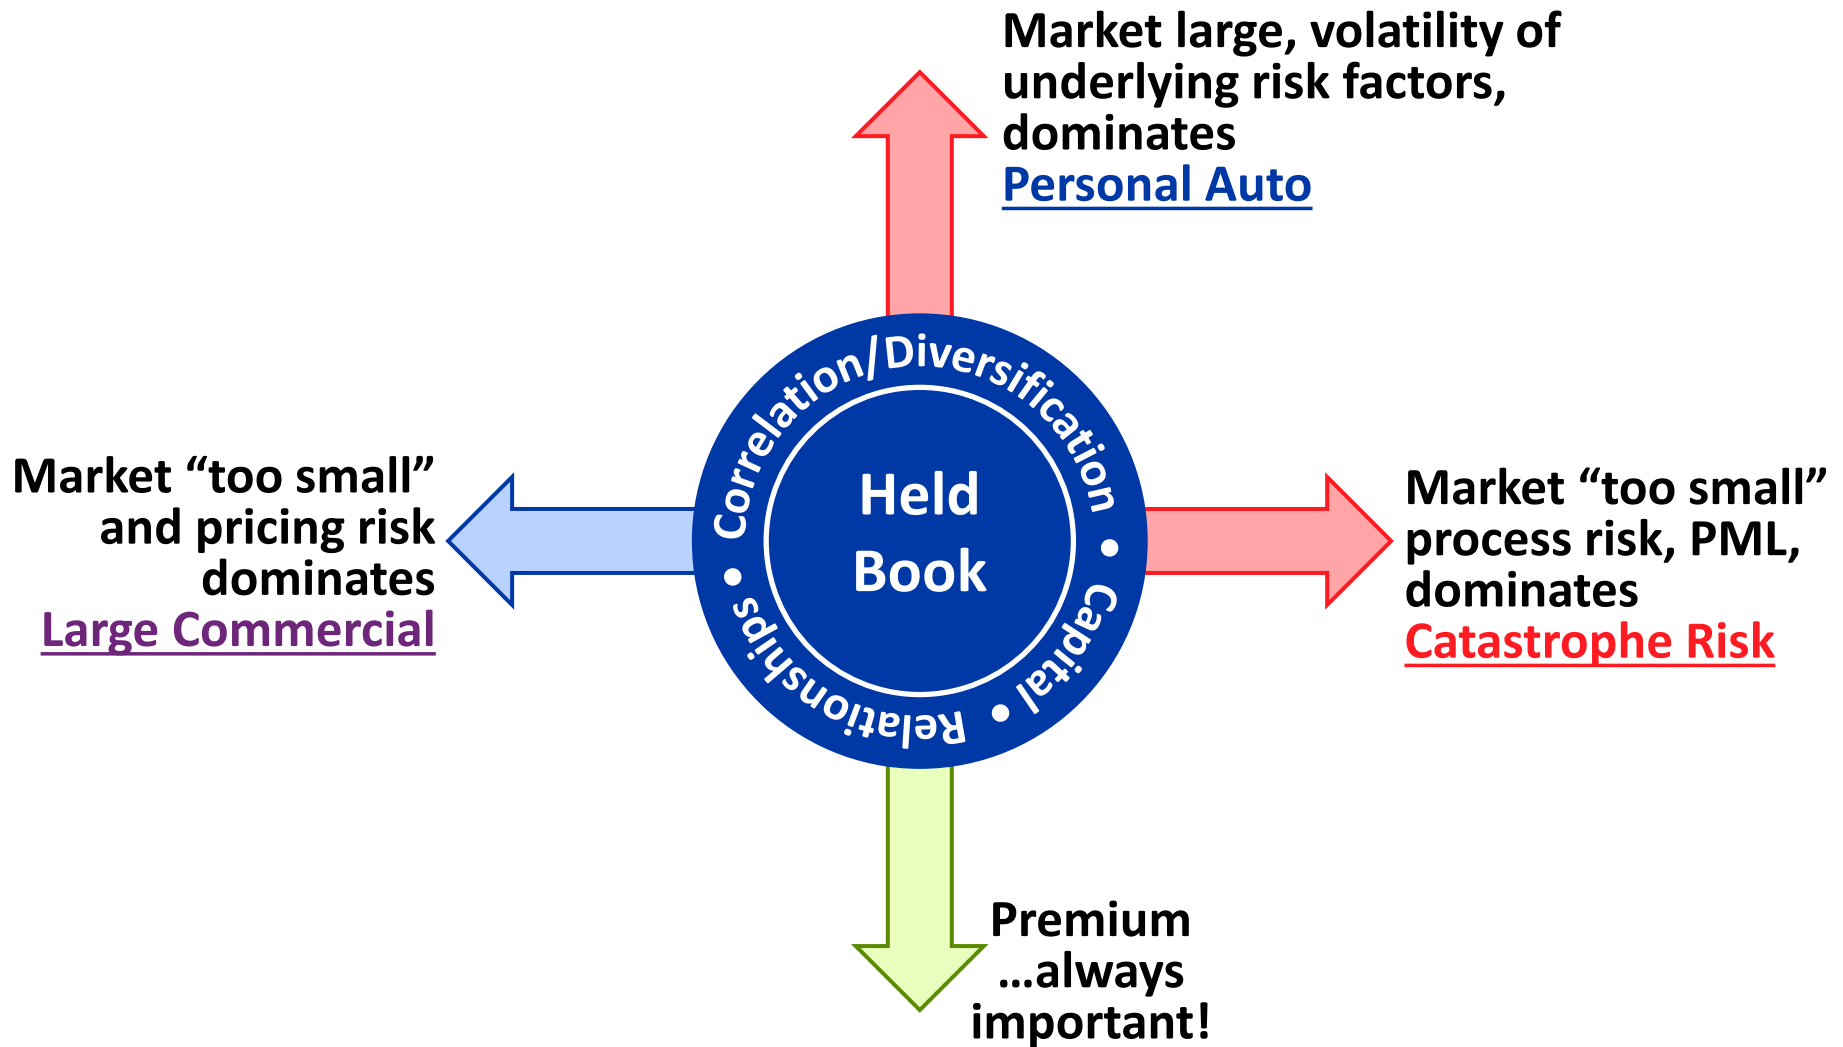 Market large, volatility of
underlying risk factors,
dominates
Personal Auto
Correlation/Diversification • Capital • Relationships •
Held
Book
Market “too small”
and pricing risk
dominates
Large Commercial
Market “too small”
process risk, PML,
dominates
Catastrophe Risk
Premium
…always
important!